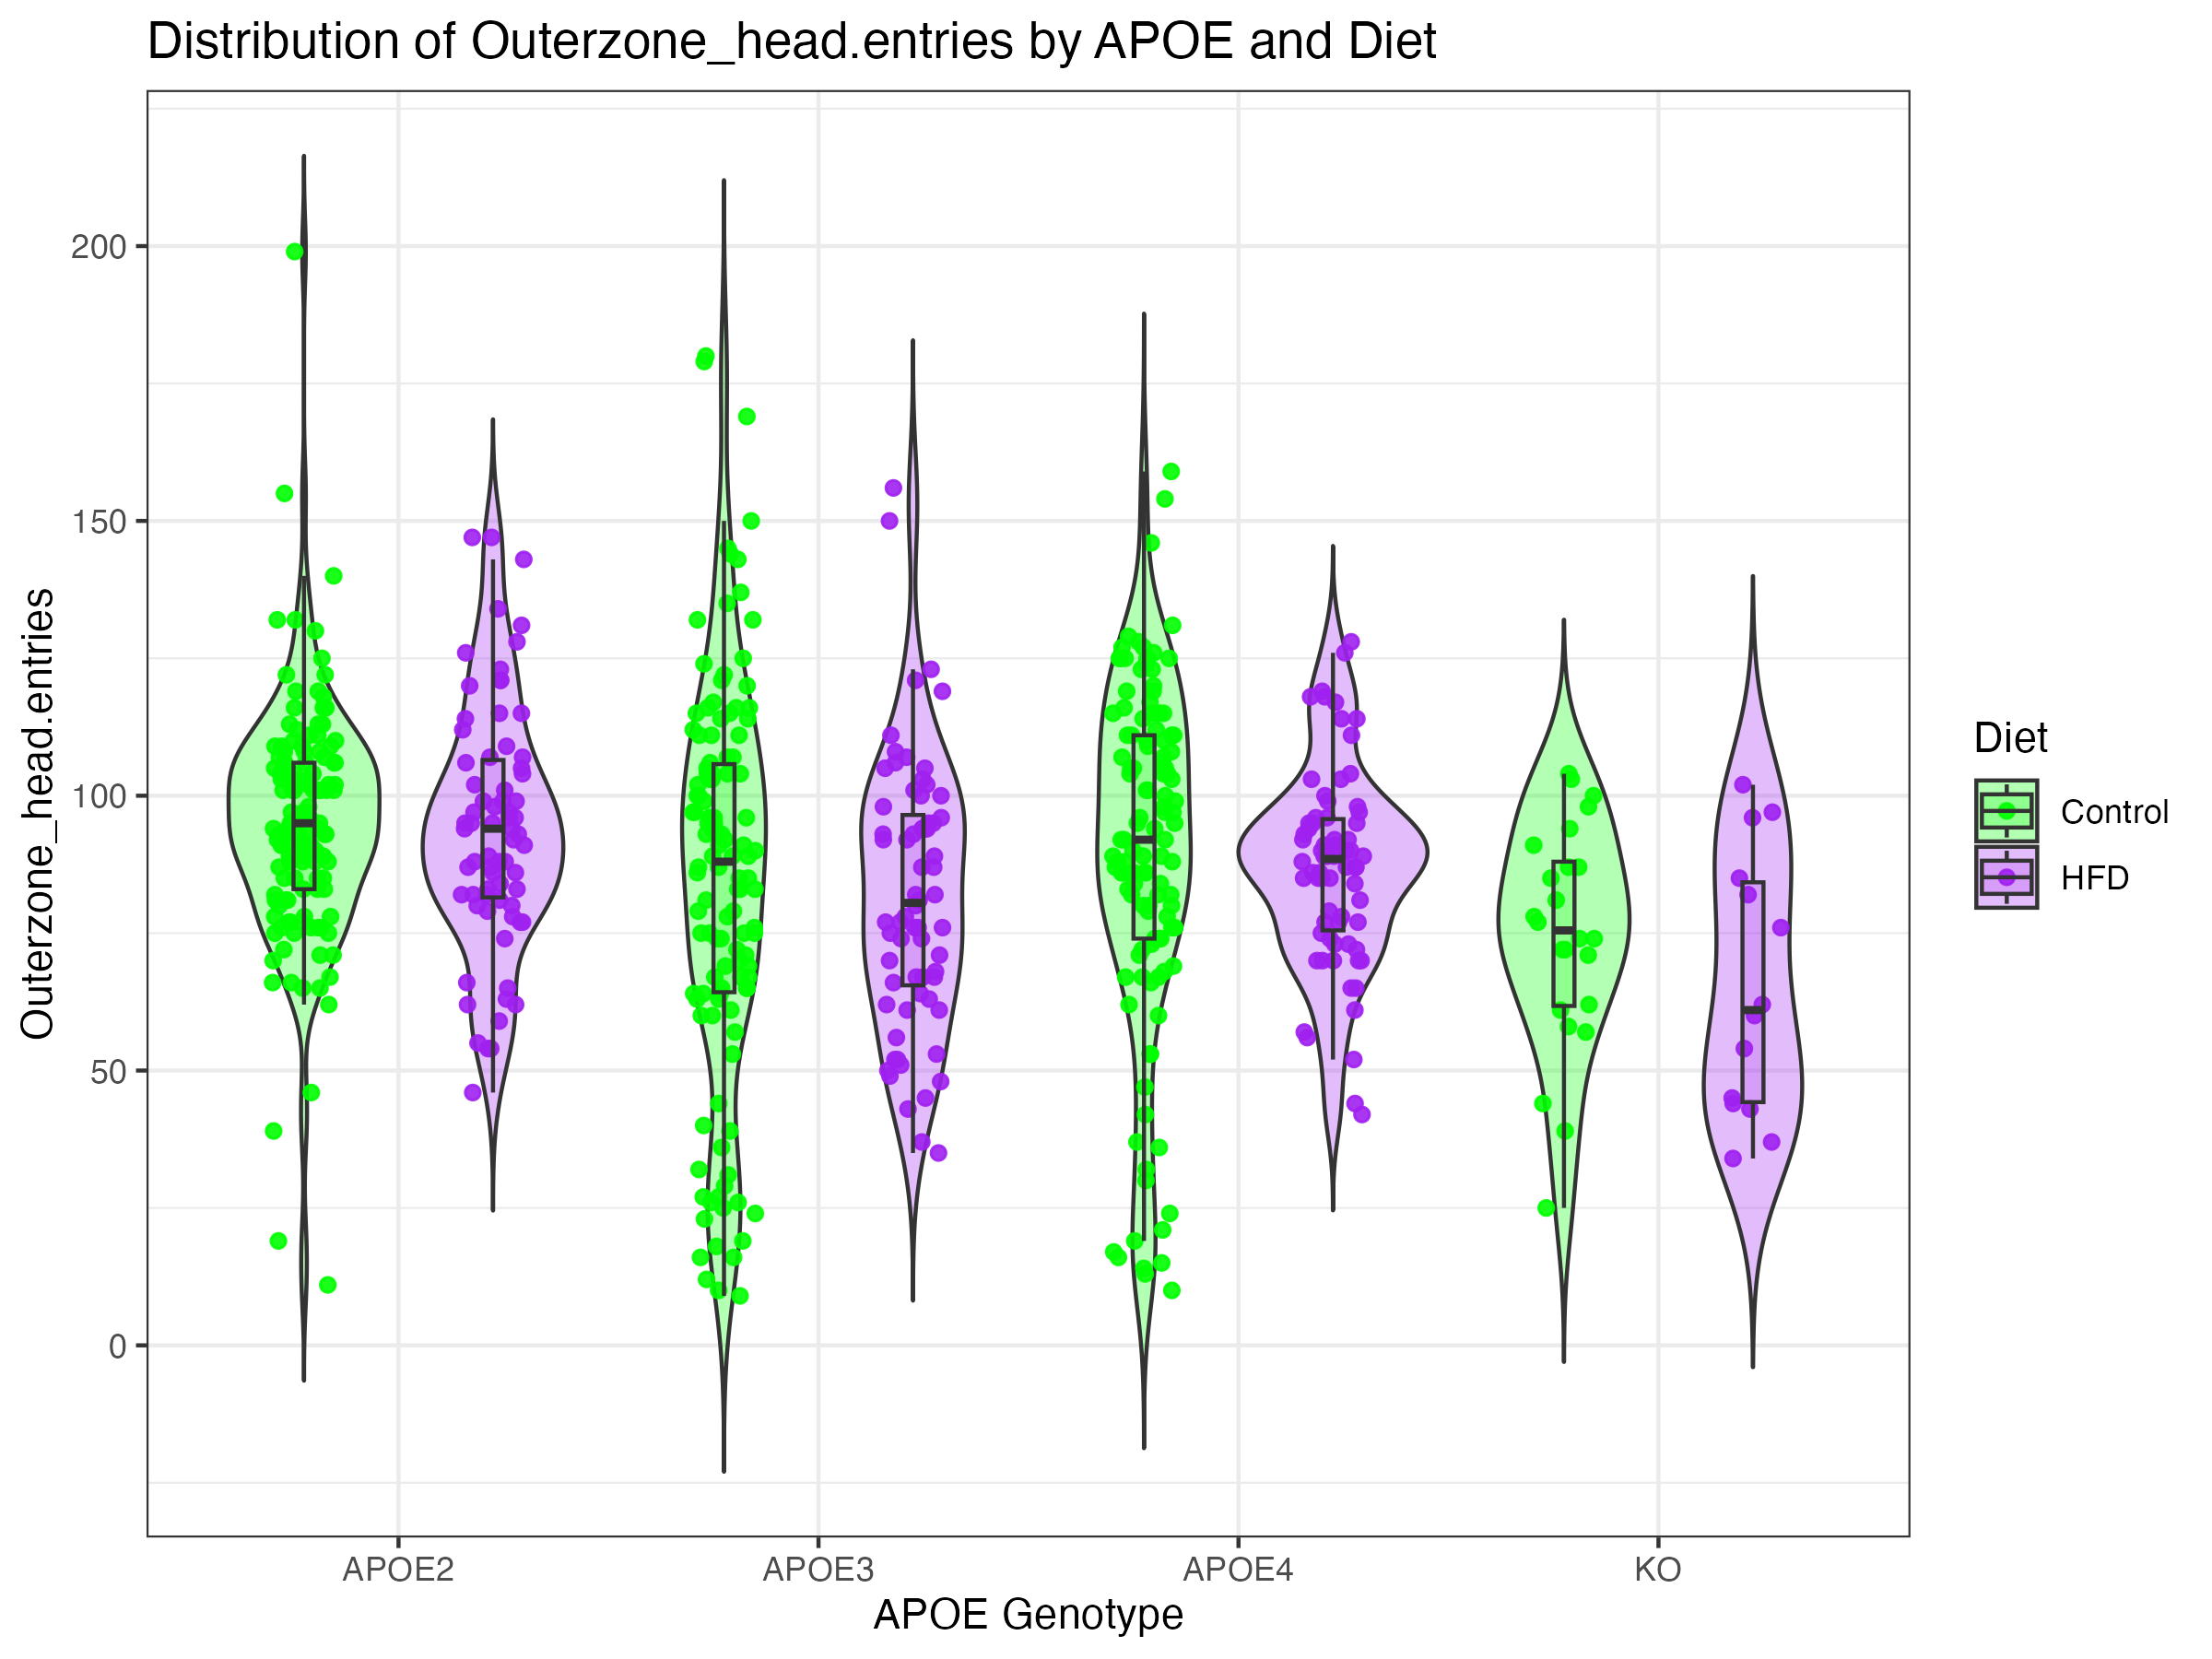 Distribution of Outerzone_head.entries by APOE and Diet
Outerzone_head.entries
200
150
100
50
0
APOE2
APOE3
APOE4
KO
APOE Genotype
Diet
Control
HFD